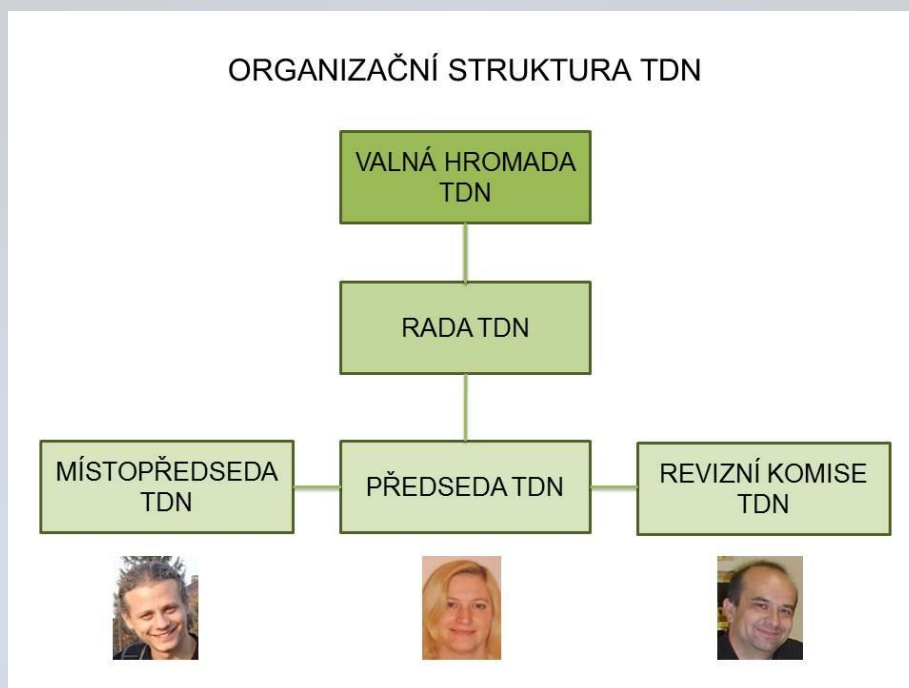 ORGANIZAČNÍ STRUKTURA TDN
VALNÁ HROMADA
TDN
RADA TDN
MÍSTOPŘEDSEDA
TDN
PŘEDSEDA TDN
REVIZNÍ KOMISE
TDN